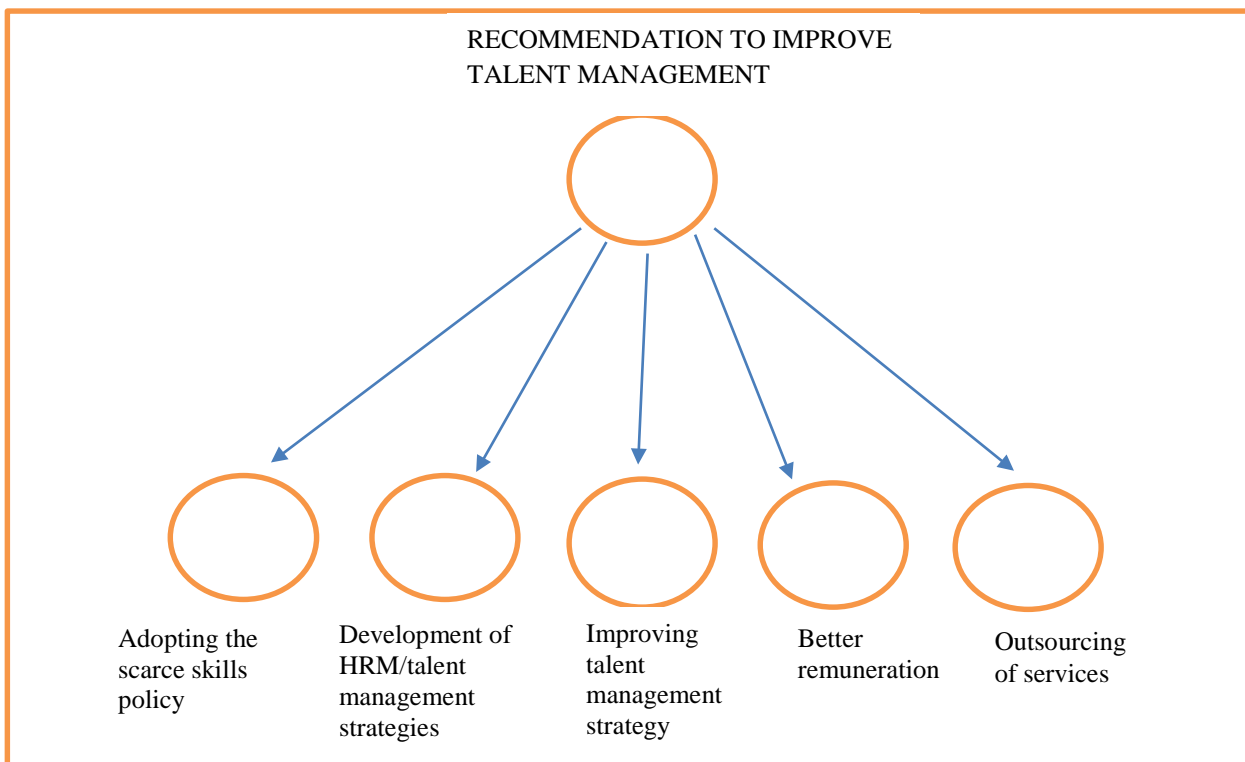 RECOMMENDATION TO IMPROVE
TALENT MANAGEMENT
Adopting the
scarce skills
policy
Development of
HRM/talent
management
strategies
Improving
talent
management
strategy
Better
remuneration
Outsourcing
of services